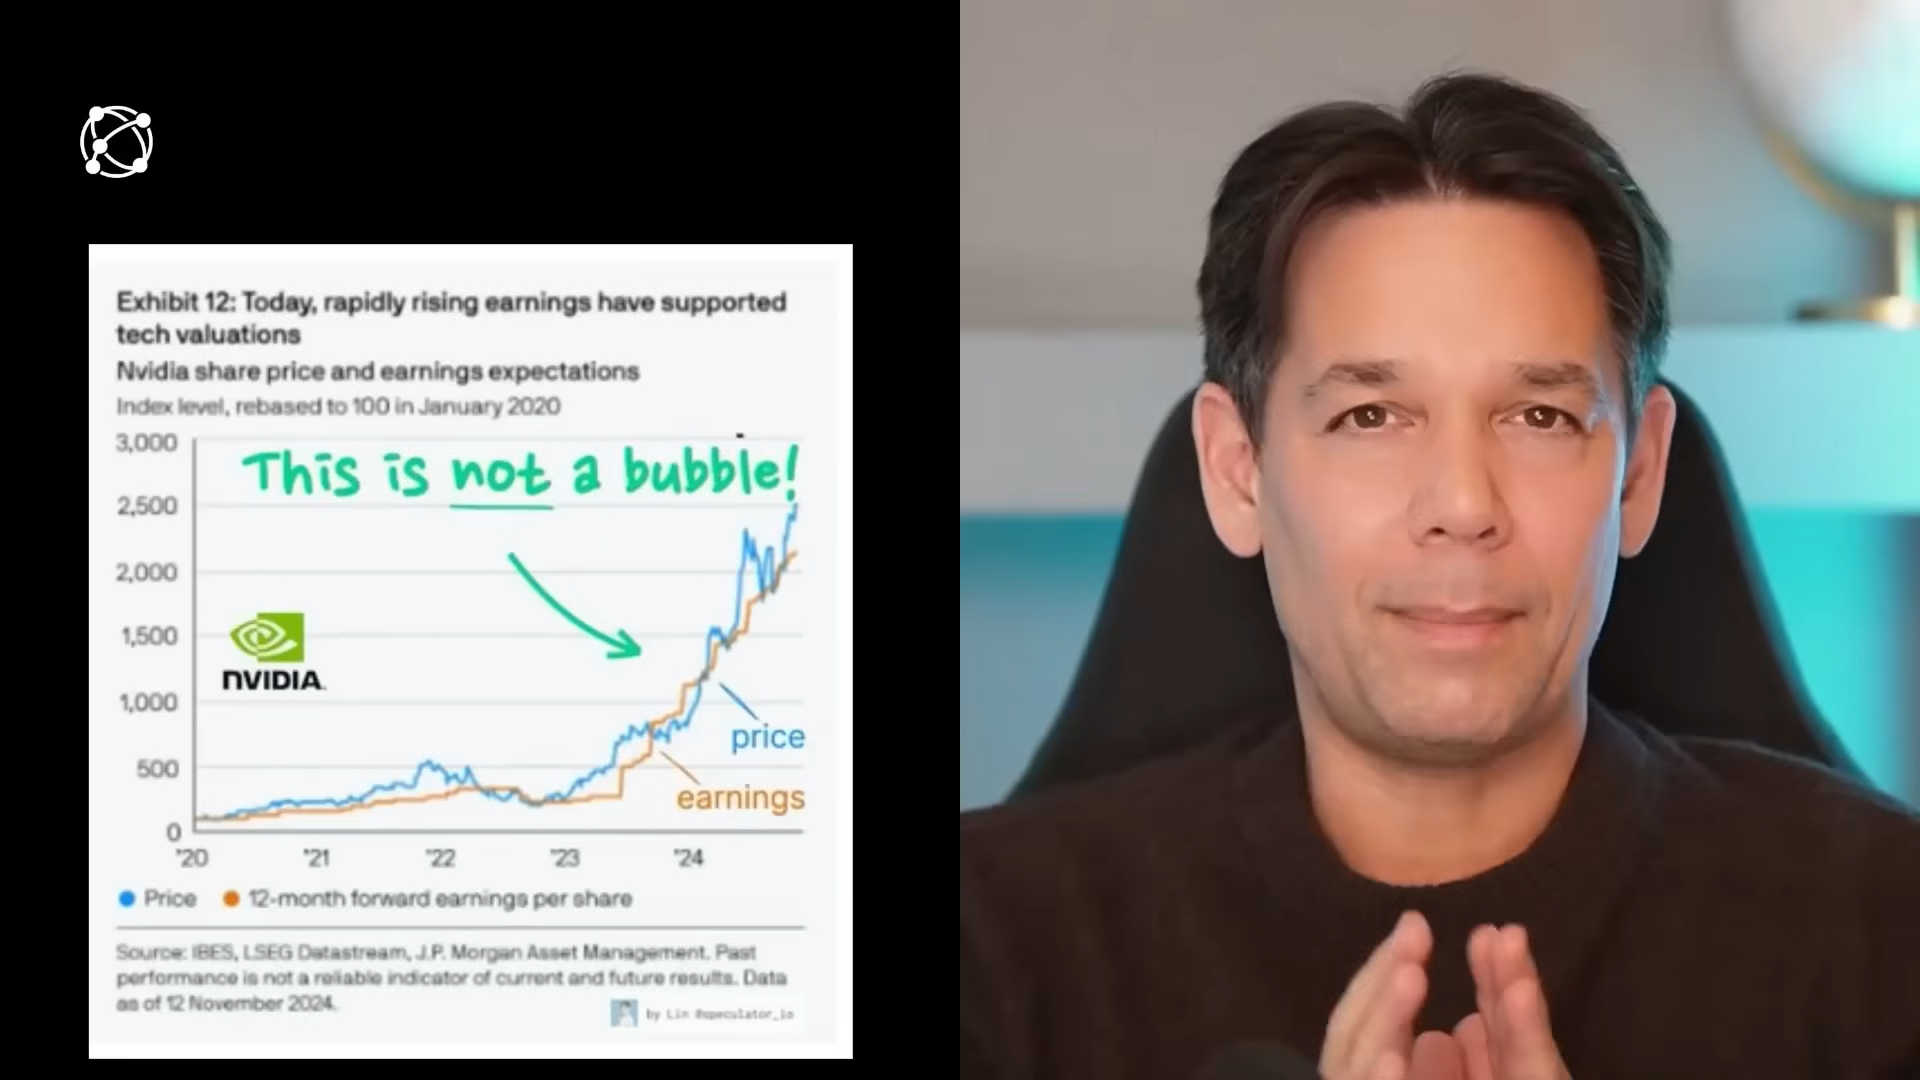 Exhibit 12: Today, rapidly rising earnings have supported
tech valuations
Nvidia share price and earnings expectations
Index level, rebased to 100 in January 2020
3,000
This is not a bubble!
2,500
2,000
1,500
NVIDIA.
1,000
price
500
earnings
0
'20 '21 '22 '23 '24
Price 12-month forward earnings per share
Source: IBES, LSEG Datastream, J.P. Morgan Asset Management. Past
performance is not a reliable indicator of current and future results. Data
as of 12 November 2024.
by Lin @speculator_io